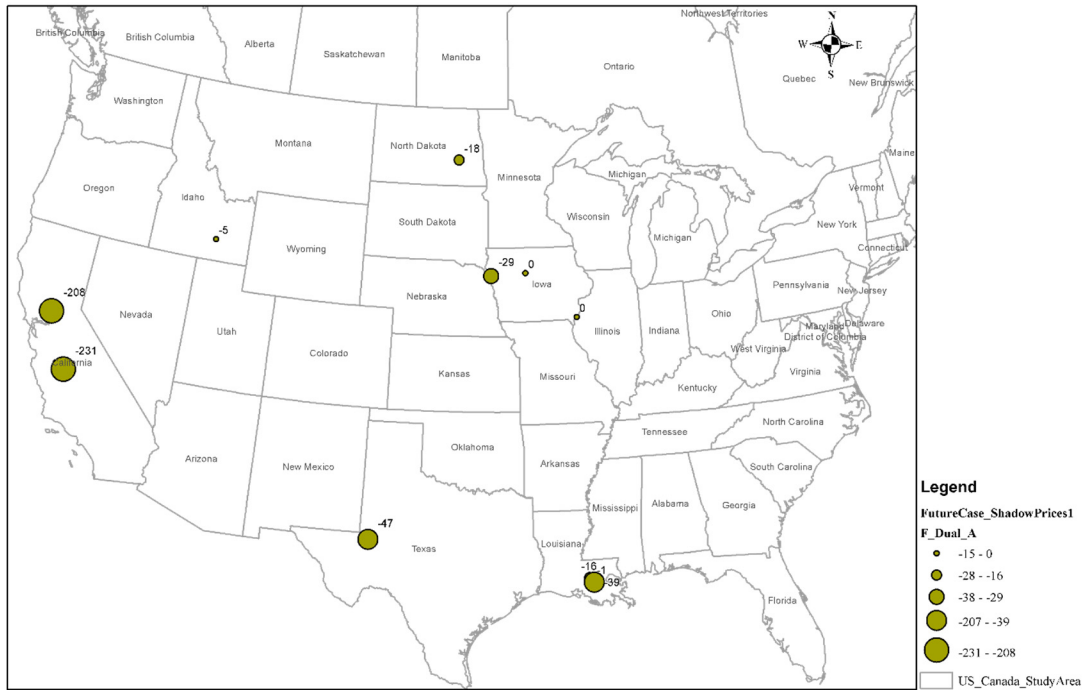 Northwest Territories
British Columbia
British Columbia
Alberta
Saskatchewan
Manitoba
Ontario
Quebec
New Brunswick
N
W
E
S
Washington
Montana
North Dakota
-18
Minnesota
Michigan
Maine
Vermont
Oregon
Idaho
-5
South Dakota
Wisconsin
Michigan
New York
Connecticut
Wyoming
-29
0
Iowa
Pennsylvania
New Jersey
-208
Nevada
Nebraska
0
Illinois
Indiana
Ohio
Maryland
Delaware
District of Columbia
Utah
-231
California
Colorado
Kansas
Missouri
West Virginia
Virginia
Kentucky
North Carolina
Tennessee
Arizona
New Mexico
Oklahoma
Arkansas
South Carolina
Mississippi
Alabama
Georgia
-47
Texas
Louisiana
-16
-1
-39
Florida
Legend
FutureCase_ShadowPrices1
F_Dual_A
-15 - 0
-28 - -16
-38 - -29
-207 - -39
-231 - -208
US_Canada_StudyArea